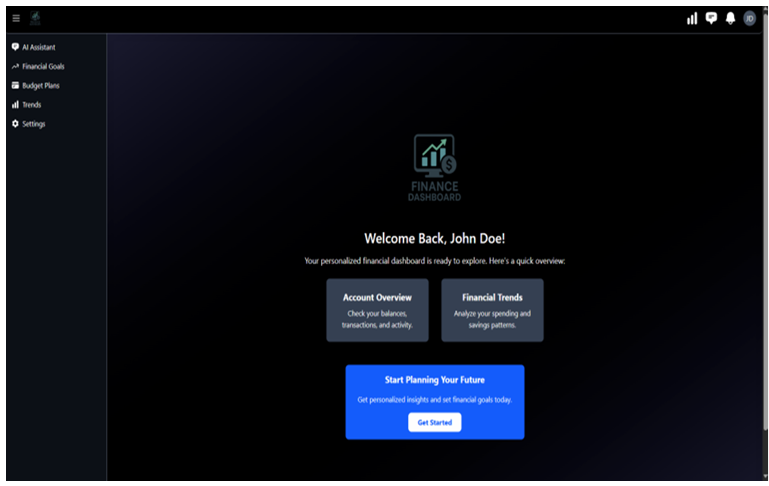 JD
AI Assistant
Financial Goals
Budget Plans
Trends
Settings
$
FINANCE
DASHBOARD
Welcome Back, John Doe!
Your personalized financial dashboard is ready to explore. Here's a quick overview:
Account Overview
Check your balances,
transactions, and activity.
Financial Trends
Analyze your spending and
savings patterns.
Start Planning Your Future
Get personalized insights and set financial goals today.
Get Started